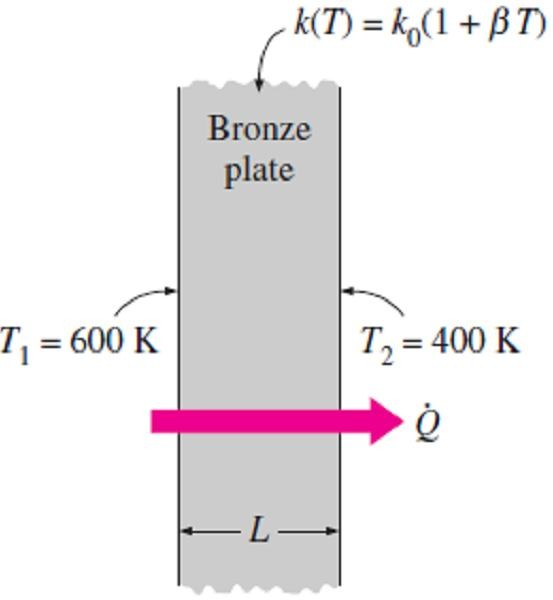 k(T) = k₀(1 + βT)
Bronze
plate
T₁ = 600 K
T₂ = 400 K
Q̇
L